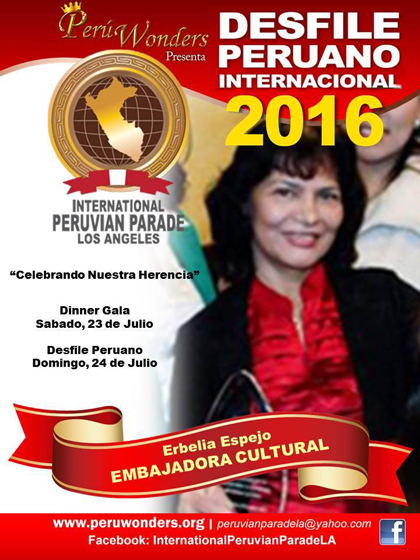 Perú Wonders
Presenta
DESFILE
PERUANO
INTERNACIONAL
2016
INTERNATIONAL
PERUVIAN PARADE
LOS ANGELES
“Celebrando Nuestra Herencia”
Dinner Gala
Sabado, 23 de Julio
Desfile Peruano
Domingo, 24 de Julio
Erbelia Espejo
EMBAJADORA CULTURAL
www.peruwonders.org | peruvianparadela@yahoo.com
Facebook: InternationalPeruvianParadeLA
f